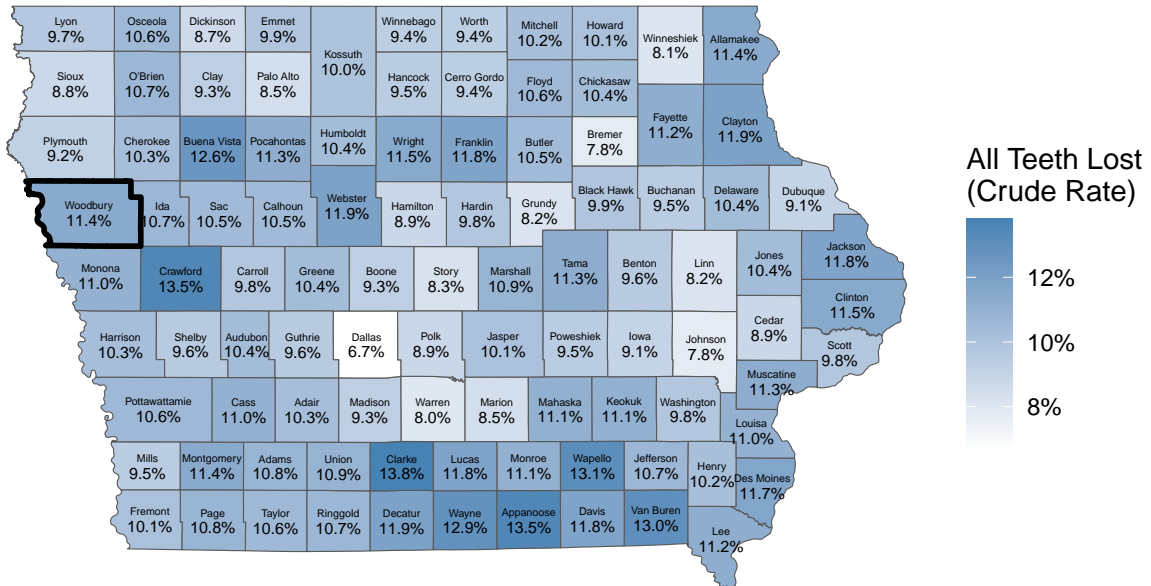 Lyon
9.7%
Osceola
10.6%
Dickinson
8.7%
Emmet
9.9%
Winnebago
9.4%
Worth
9.4%
Mitchell
10.2%
Howard
10.1%
Winneshiek
8.1%
Allamakee
11.4%
Kossuth
10.0%
Sioux
8.8%
O'Brien
10.7%
Clay
9.3%
Palo Alto
8.5%
Hancock
9.5%
Cerro Gordo
9.4%
Floyd
10.6%
Chickasaw
10.4%
Fayette
11.2%
Clayton
11.9%
Plymouth
9.2%
Cherokee
10.3%
Buena Vista
12.6%
Pocahontas
11.3%
Humboldt
10.4%
Wright
11.5%
Franklin
11.8%
Butler
10.5%
Bremer
7.8%
Woodbury
11.4%
Ida
10.7%
Sac
10.5%
Calhoun
10.5%
Webster
11.9%
Hamilton
8.9%
Hardin
9.8%
Grundy
8.2%
Black Hawk
9.9%
Buchanan
9.5%
Delaware
10.4%
Dubuque
9.1%
Monona
11.0%
Crawford
13.5%
Carroll
9.8%
Greene
10.4%
Boone
9.3%
Story
8.3%
Marshall
10.9%
Tama
11.3%
Benton
9.6%
Linn
8.2%
Jones
10.4%
Jackson
11.8%
Clinton
11.5%
Harrison
10.3%
Shelby
9.6%
Audubon
10.4%
Guthrie
9.6%
Dallas
6.7%
Polk
8.9%
Jasper
10.1%
Poweshiek
9.5%
Iowa
9.1%
Johnson
7.8%
Cedar
8.9%
Scott
9.8%
Muscatine
11.3%
Pottawattamie
10.6%
Cass
11.0%
Adair
10.3%
Madison
9.3%
Warren
8.0%
Marion
8.5%
Mahaska
11.1%
Keokuk
11.1%
Washington
9.8%
Louisa
11.0%
Mills
9.5%
Montgomery
11.4%
Adams
10.8%
Union
10.9%
Clarke
13.8%
Lucas
11.8%
Monroe
11.1%
Wapello
13.1%
Jefferson
10.7%
Henry
10.2%
Des Moines
11.7%
Fremont
10.1%
Page
10.8%
Taylor
10.6%
Ringgold
10.7%
Decatur
11.9%
Wayne
12.9%
Appanoose
13.5%
Davis
11.8%
Van Buren
13.0%
Lee
11.2%
All Teeth Lost
(Crude Rate)
12%
10%
8%